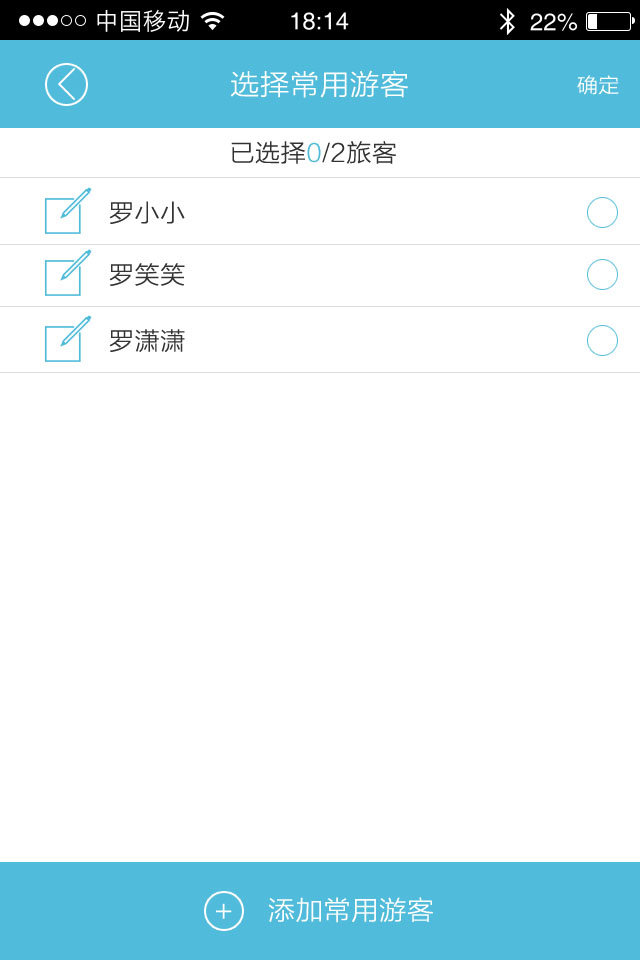 中国移动 18:14 22%
选择常用游客 确定
已选择0/2旅客
罗小小
罗笑笑
罗潇潇
添加常用游客